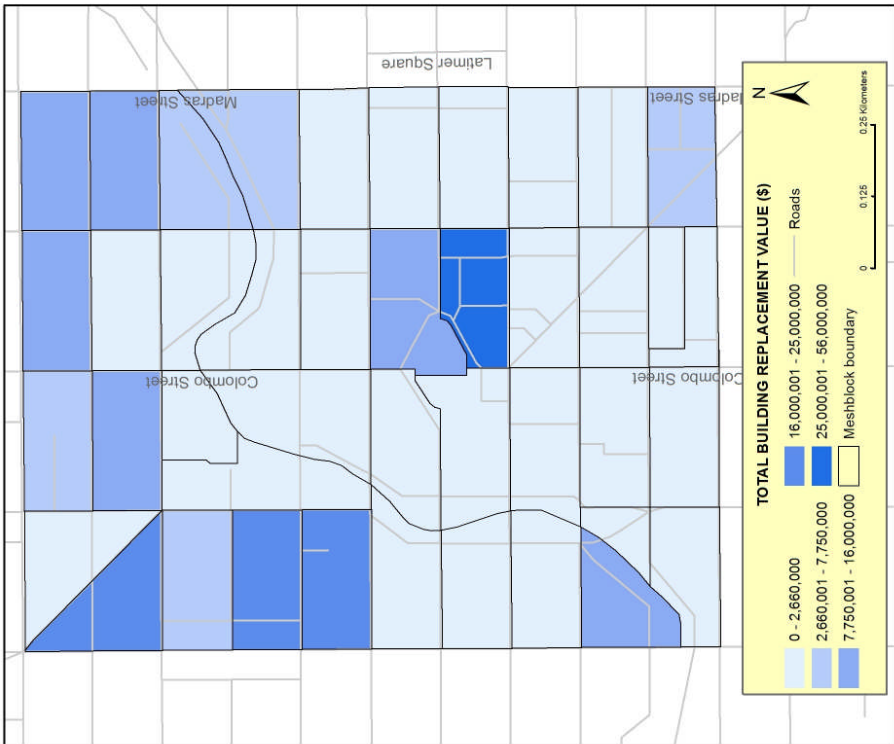 Latimer Square
Madras Street
adras Street
Colombo Street
Colombo Street
N
0.25 Kilometers
0.125
0
TOTAL BUILDING REPLACEMENT VALUE ($)
0 - 2,660,000
2,660,001 - 7,750,000
7,750,001 - 16,000,000
16,000,001 - 25,000,000
25,000,001 - 56,000,000
Meshblock boundary
Roads